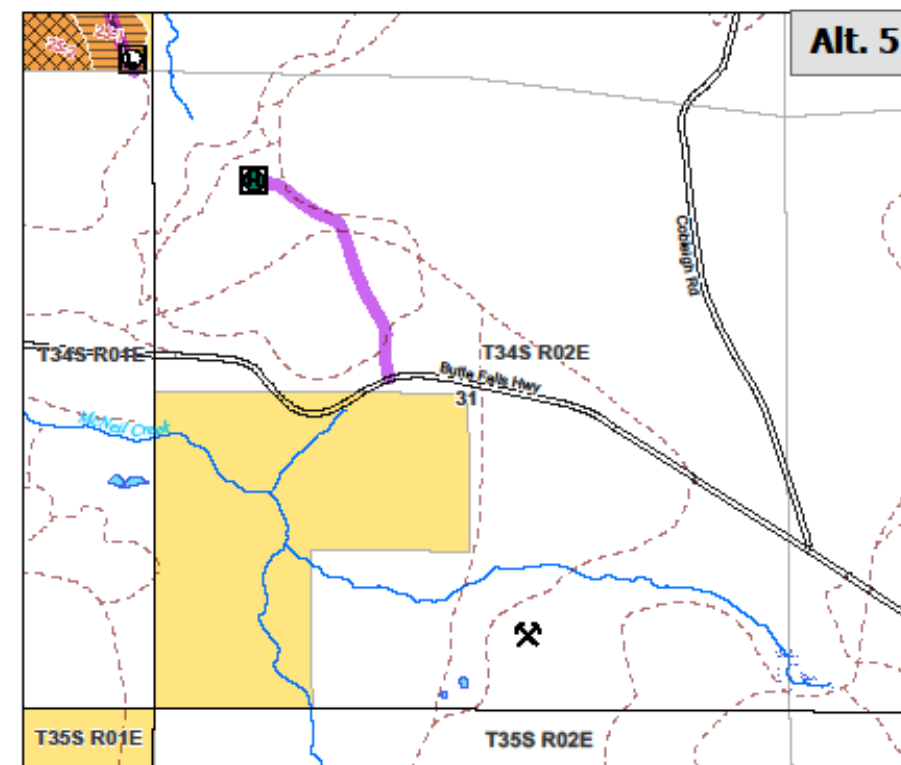 Alt. 5
Cobleigh Rd
T34S R01E
T34S R02E
Butte Falls Hwy
31
McNeil Creek
T35S R01E
T35S R02E